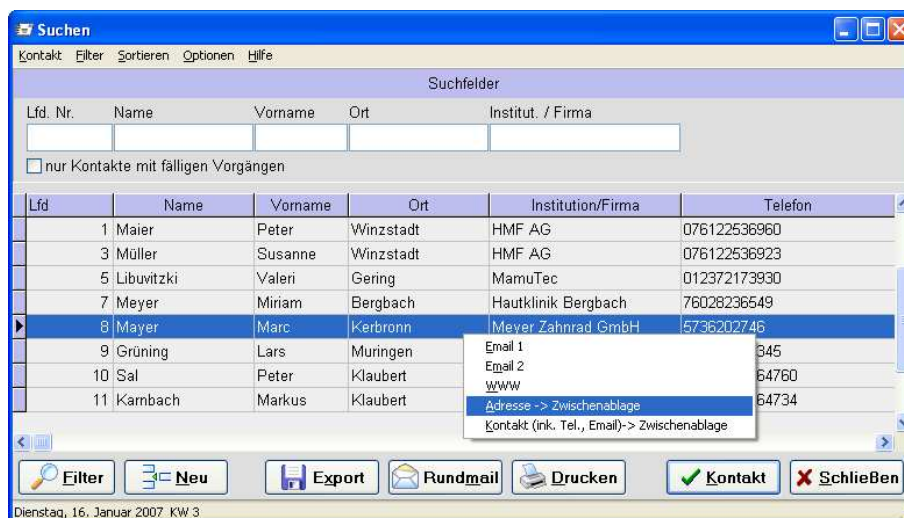 Suchen
Kontakt Filter Sortieren Optionen Hilfe
Suchfelder
Lfd. Nr. Name Vorname Ort Institut. / Firma
nur Kontakte mit fälligen Vorgängen
Lfd Name Vorname Ort Institution/Firma Telefon
1 Maier Peter Winzstadt HMF AG 076122536960
3 Müller Susanne Winzstadt HMF AG 076122536923
5 Libuvitzki Valeri Gering MamuTec 012372173930
7 Meyer Miriam Bergbach Hautklinik Bergbach 76028236549
8 Mayer Marc Kerbronn Meyer Zahnrad GmbH 5736202746
9 Grüning Lars Muringen 345
10 Sal Peter Klaubert 64760
11 Karnbach Markus Klaubert 64734
Email 1
Email 2
WWW
Adresse -> Zwischenablage
Kontakt (ink. Tel., Email)-> Zwischenablage
Filter Neu Export Rundmail Drucken Kontakt Schließen
Dienstag, 16. Januar 2007 KW 3